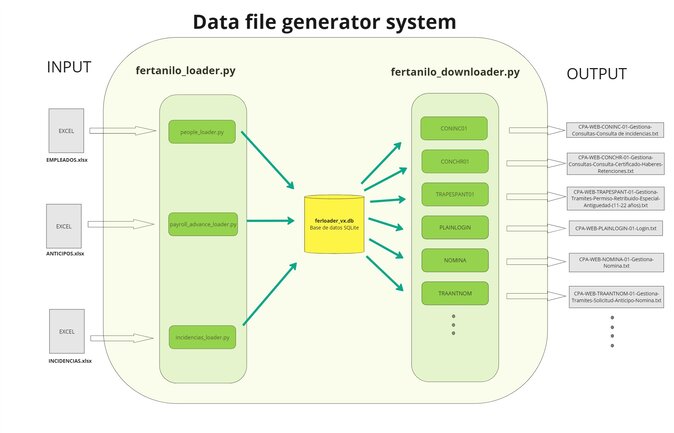 Data file generator system
INPUT
fertanilo_loader.py
fertanilo_downloader.py
OUTPUT
EXCEL
EMPLEADOS.xlsx
people_loader.py
EXCEL
ANTICIPOS.xlsx
payroll_advance_loader.py
EXCEL
INCIDENCIAS.xlsx
incidencias_loader.py
ferloader_vx.db
Base de datos SQLite
CONINC01
CONCHR01
TRAPESPANT01
PLAINLOGIN
NOMINA
TRAANTNOM
CPA-WEB-CONINC-01-Gestiona-
Consultas-Consulta de incidencias.txt
CPA-WEB-CONCHR-01-Gestiona-
Consultas-Consulta-Certificado-Haberes-
Retenciones.txt
CPA-WEB-TRAPESPANT-01-Gestiona-
Tramites-Permiso-Retribuido-Especial-
Antiguedad-(11-22 años).txt
CPA-WEB-PLAINLOGIN-01-Login.txt
CPA-WEB-NOMINA-01-Gestiona-
Nomina.txt
CPA-WEB-TRAANTNOM-01-Gestiona-
Tramites-Solicitud-Anticipo-Nomina.txt